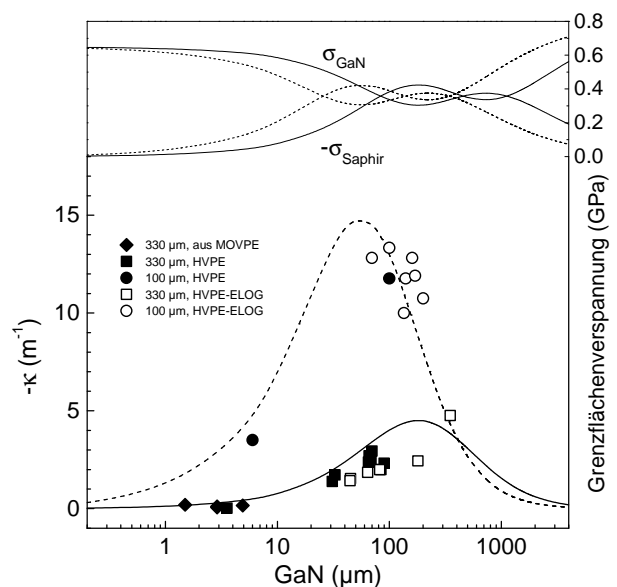 0.8
σGaN
0.6
0.4
0.2
-σSaphir
0.0
Grenzflächenverspannung (GPa)
15
330 µm, aus MOVPE
330 µm, HVPE
100 µm, HVPE
330 µm, HVPE-ELOG
100 µm, HVPE-ELOG
10
5
0
-κ (m-1)
1 10 100 1000
GaN (µm)